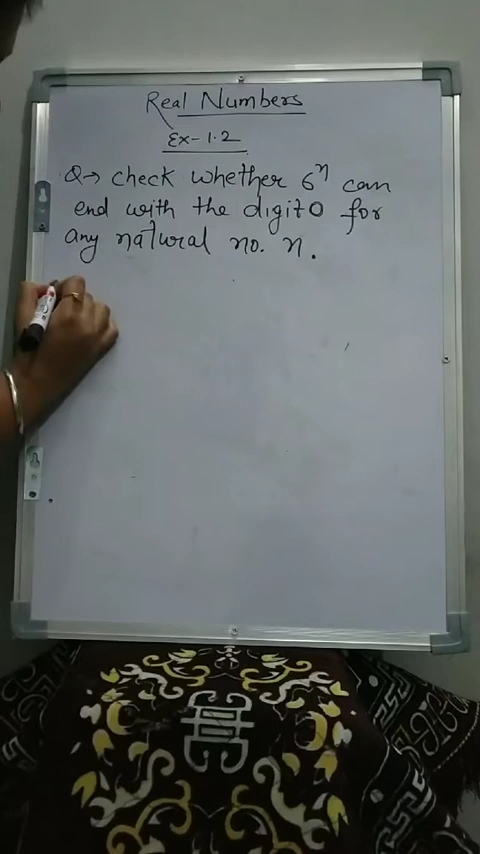 Real Numbers
Ex-1.2
Q→ check whether 6ⁿ can
end with the digit 0 for
any natural no. n.